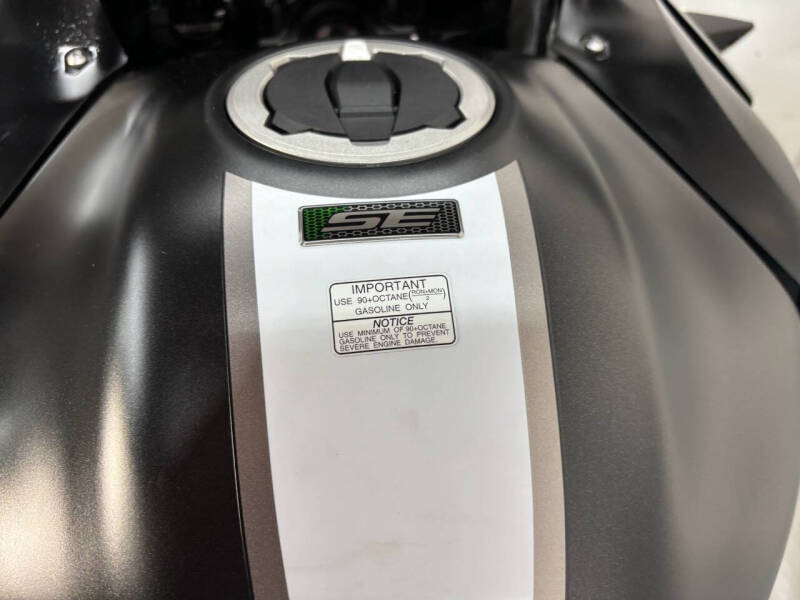 SE
IMPORTANT
USE 90+OCTANE(RON+MON/2)
GASOLINE ONLY
NOTICE
USE MINIMUM OF 90+OCTANE
GASOLINE ONLY TO PREVENT
SEVERE ENGINE DAMAGE.